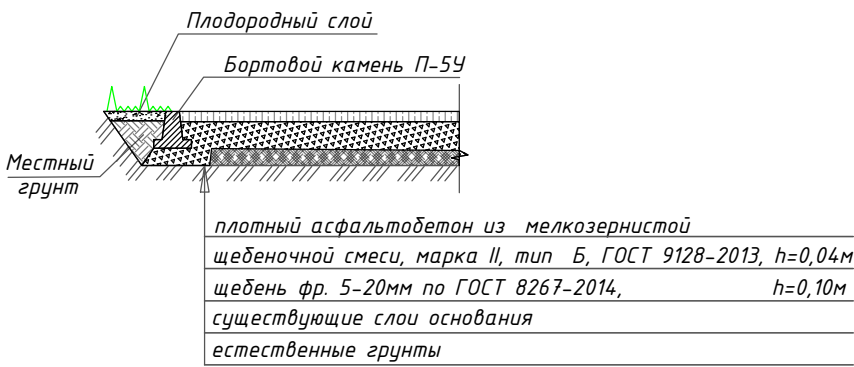 Плодородный слой
Бортовой камень П-5У
Местный
грунт
плотный асфальтобетон из мелкозернистой
щебеночной смеси, марка II, тип Б, ГОСТ 9128-2013, h=0,04м
щебень фр. 5-20мм по ГОСТ 8267-2014, h=0,10м
существующие слои основания
естественные грунты